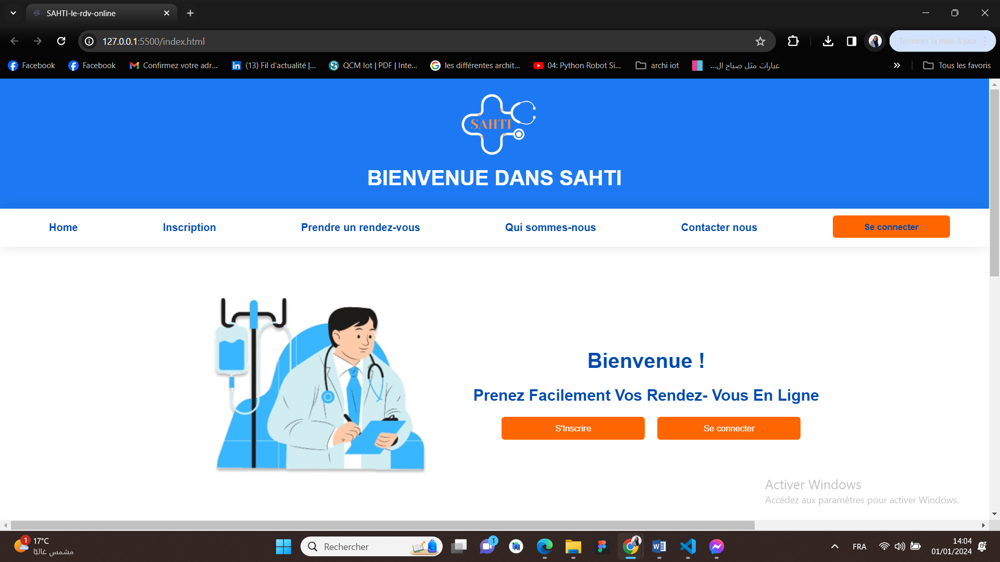 SAHTI-le-rdv-online
127.0.0.1:5500/index.html
Terminer la mise à jour
Facebook
Facebook
Confirmez votre adr...
(13) Fil d'actualité |...
QCM Iot | PDF | Inte...
les différentes archit...
04: Python Robot Si...
archi iot
عبارات مثل صباح ال...
Tous les favoris
SAHTI
BIENVENUE DANS SAHTI
Home
Inscription
Prendre un rendez-vous
Qui sommes-nous
Contacter nous
Se connecter
Bienvenue !
Prenez Facilement Vos Rendez- Vous En Ligne
S'Inscrire
Se connecter
Activer Windows
Accédez aux paramètres pour activer Windows.
1
17°C
مشمس غالبًا
Rechercher
1
FRA
14:04
01/01/2024